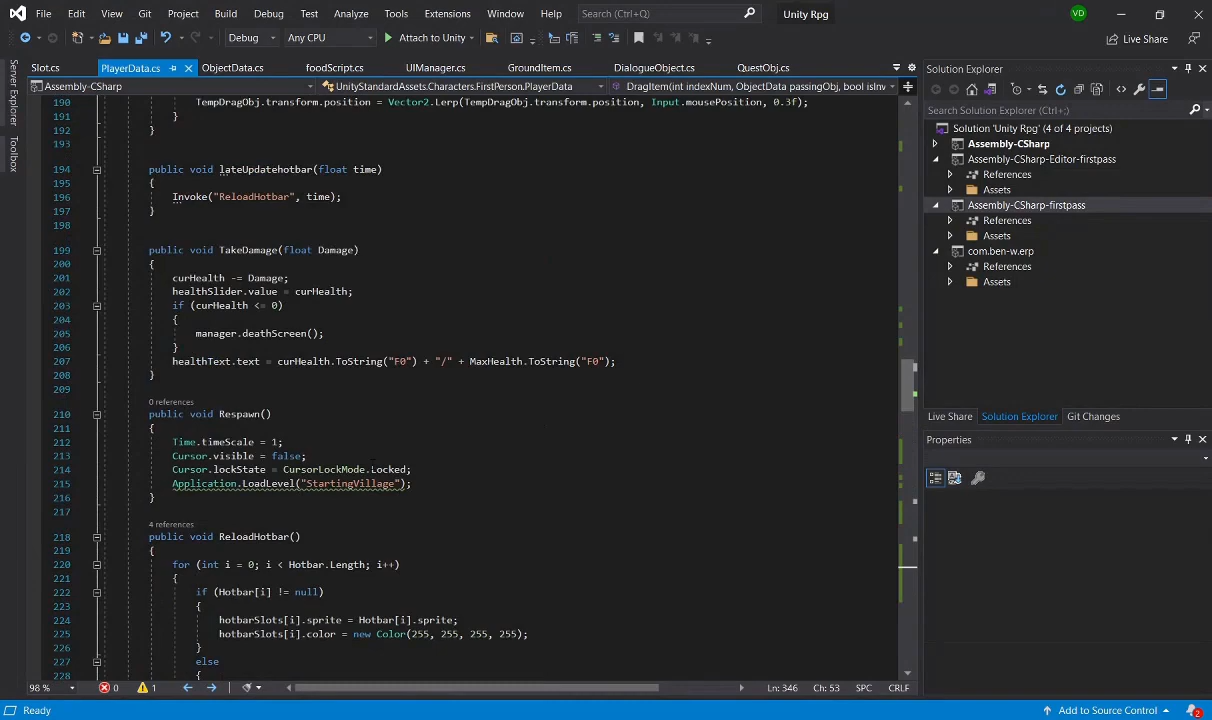 File Edit View Git Project Build Debug Test Analyze Tools Extensions Window Help Search (Ctrl+Q) Unity Rpg VD
Debug Any CPU Attach to Unity Live Share
Server Explorer
Toolbox
Slot.cs PlayerData.cs ObjectData.cs foodScript.cs UIManager.cs GroundItem.cs DialogueObject.cs QuestObj.cs
Assembly-CSharp UnityStandardAssets.Characters.FirstPerson.PlayerData DragItem(int indexNum, ObjectData passingObj, bool isInv
190 TempDragObj.transform.position = Vector2.Lerp(TempDragObj.transform.position, Input.mousePosition, 0.3f);
191 }
192 }
193
194 public void lateUpdatehotbar(float time)
195 {
196 Invoke("ReloadHotbar", time);
197 }
198
199 public void TakeDamage(float Damage)
200 {
201 curHealth -= Damage;
202 healthSlider.value = curHealth;
203 if (curHealth <= 0)
204 {
205 manager.deathScreen();
206 }
207 healthText.text = curHealth.ToString("F0") + "/" + MaxHealth.ToString("F0");
208 }
209
0 references
210 public void Respawn()
211 {
212 Time.timeScale = 1;
213 Cursor.visible = false;
214 Cursor.lockState = CursorLockMode.Locked;
215 Application.LoadLevel("StartingVillage");
216 }
217
4 references
218 public void ReloadHotbar()
219 {
220 for (int i = 0; i < Hotbar.Length; i++)
221 {
222 if (Hotbar[i] != null)
223 {
224 hotbarSlots[i].sprite = Hotbar[i].sprite;
225 hotbarSlots[i].color = new Color(255, 255, 255, 255);
226 }
227 else
228 {
98 % 0 1 Ln: 346 Ch: 53 SPC CRLF
Solution Explorer
Search Solution Explorer (Ctrl+;)
Solution 'Unity Rpg' (4 of 4 projects)
Assembly-CSharp
Assembly-CSharp-Editor-firstpass
References
Assets
Assembly-CSharp-firstpass
References
Assets
com.ben-w.erp
References
Assets
Live Share Solution Explorer Git Changes
Properties
Ready Add to Source Control 2